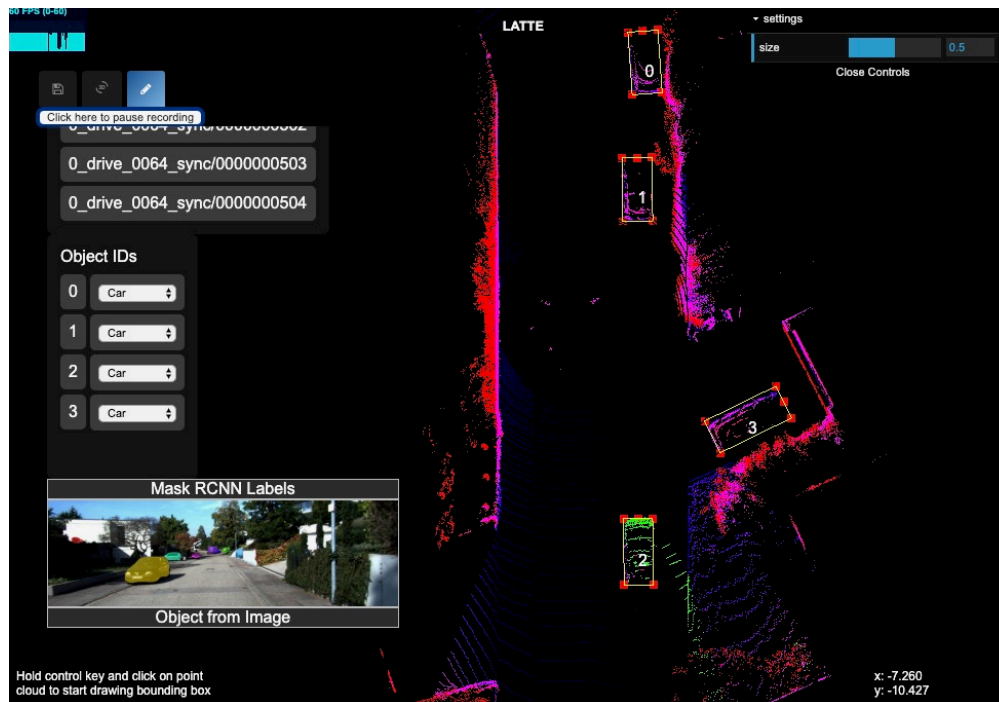 60 FPS (0-60)
LATTE
settings
size
0.5
Close Controls
Click here to pause recording
0_drive_0064_sync/0000000502
0_drive_0064_sync/0000000503
0_drive_0064_sync/0000000504
Object IDs
0 Car
1 Car
2 Car
3 Car
Mask RCNN Labels
Object from Image
0
1
3
2
Hold control key and click on point
cloud to start drawing bounding box
x: -7.260
y: -10.427